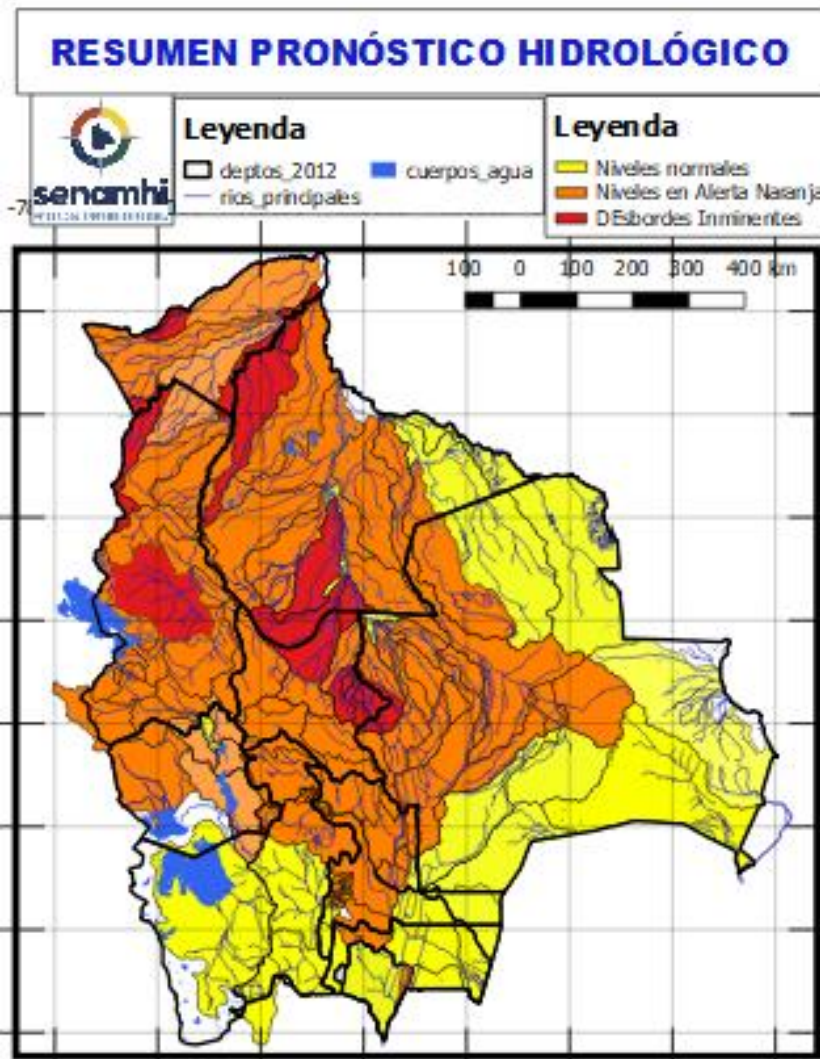 RESUMEN PRONÓSTICO HIDROLÓGICO
senamhi
Leyenda
deptos_2012
cuerpos_agua
rios_principales
Leyenda
Niveles normales
Niveles en Alerta Naranja
DEsbordes Inminentes
100 0 100 200 300 400 km